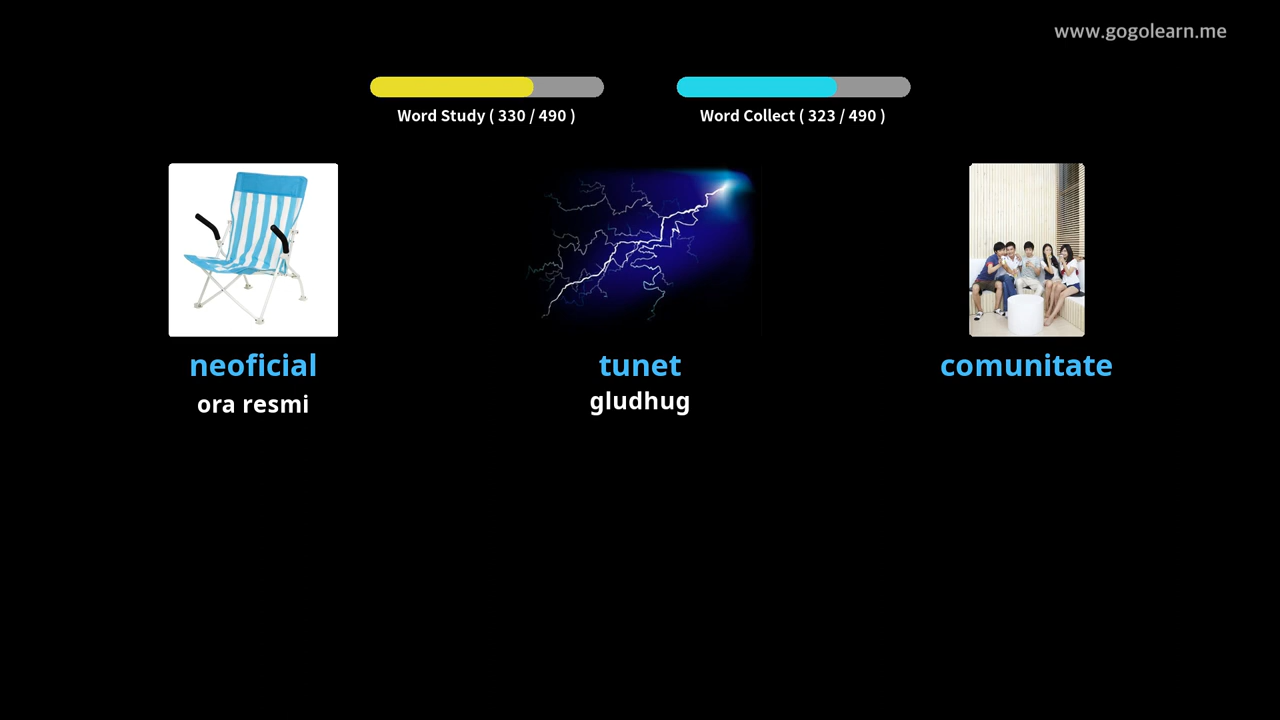 www.gogolearn.me
Word Study ( 330 / 490 )
Word Collect ( 323 / 490 )
neoficial
ora resmi
tunet
gludhug
comunitate